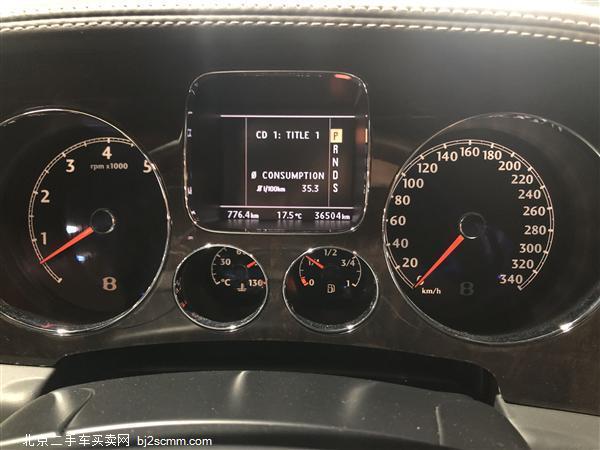 CD 1: TITLE 1
P
R
N
D
S
Ø CONSUMPTION
l/100km 35.3
776.4km 17.5°C 36504km
1
2
3
4
5
rpm x1000
B
30
°C
130
0
1/2
3/4
1
0
20
40
60
80
100
120
140
160
180
200
220
240
260
280
300
320
340
km/h
B
北京二手车买卖网 bj2scmm.com